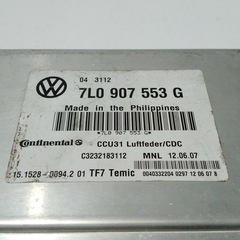 04 3112
7L0 907 553 G
Made in the Philippines
*7L0 907 553 G*
Continental
CCU31 Luftfeder/CDC
C3232183112 MNL 12.06.07
15.1528-0094.2 01 TF7 Temic 0040332204 0297 12 06 07 8